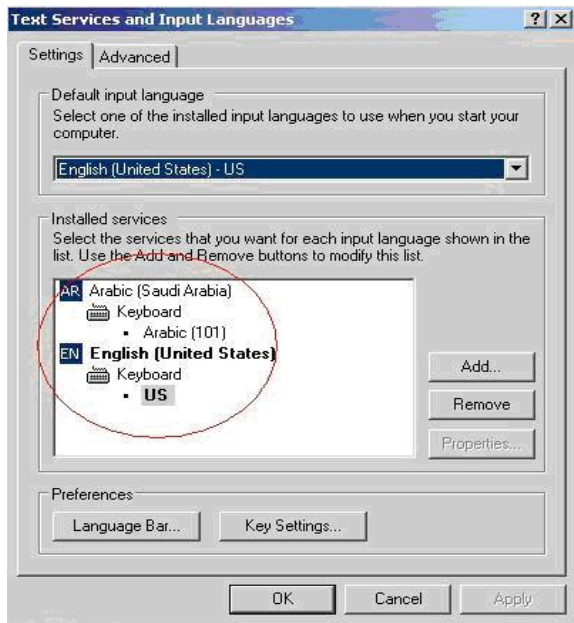 Text Services and Input Languages
Settings
Advanced
Default input language
Select one of the installed input languages to use when you start your
computer.
English (United States) - US
Installed services
Select the services that you want for each input language shown in the
list. Use the Add and Remove buttons to modify this list.
AR Arabic (Saudi Arabia)
Keyboard
• Arabic (101)
EN English (United States)
Keyboard
• US
Add...
Remove
Properties...
Preferences
Language Bar...
Key Settings...
OK
Cancel
Apply